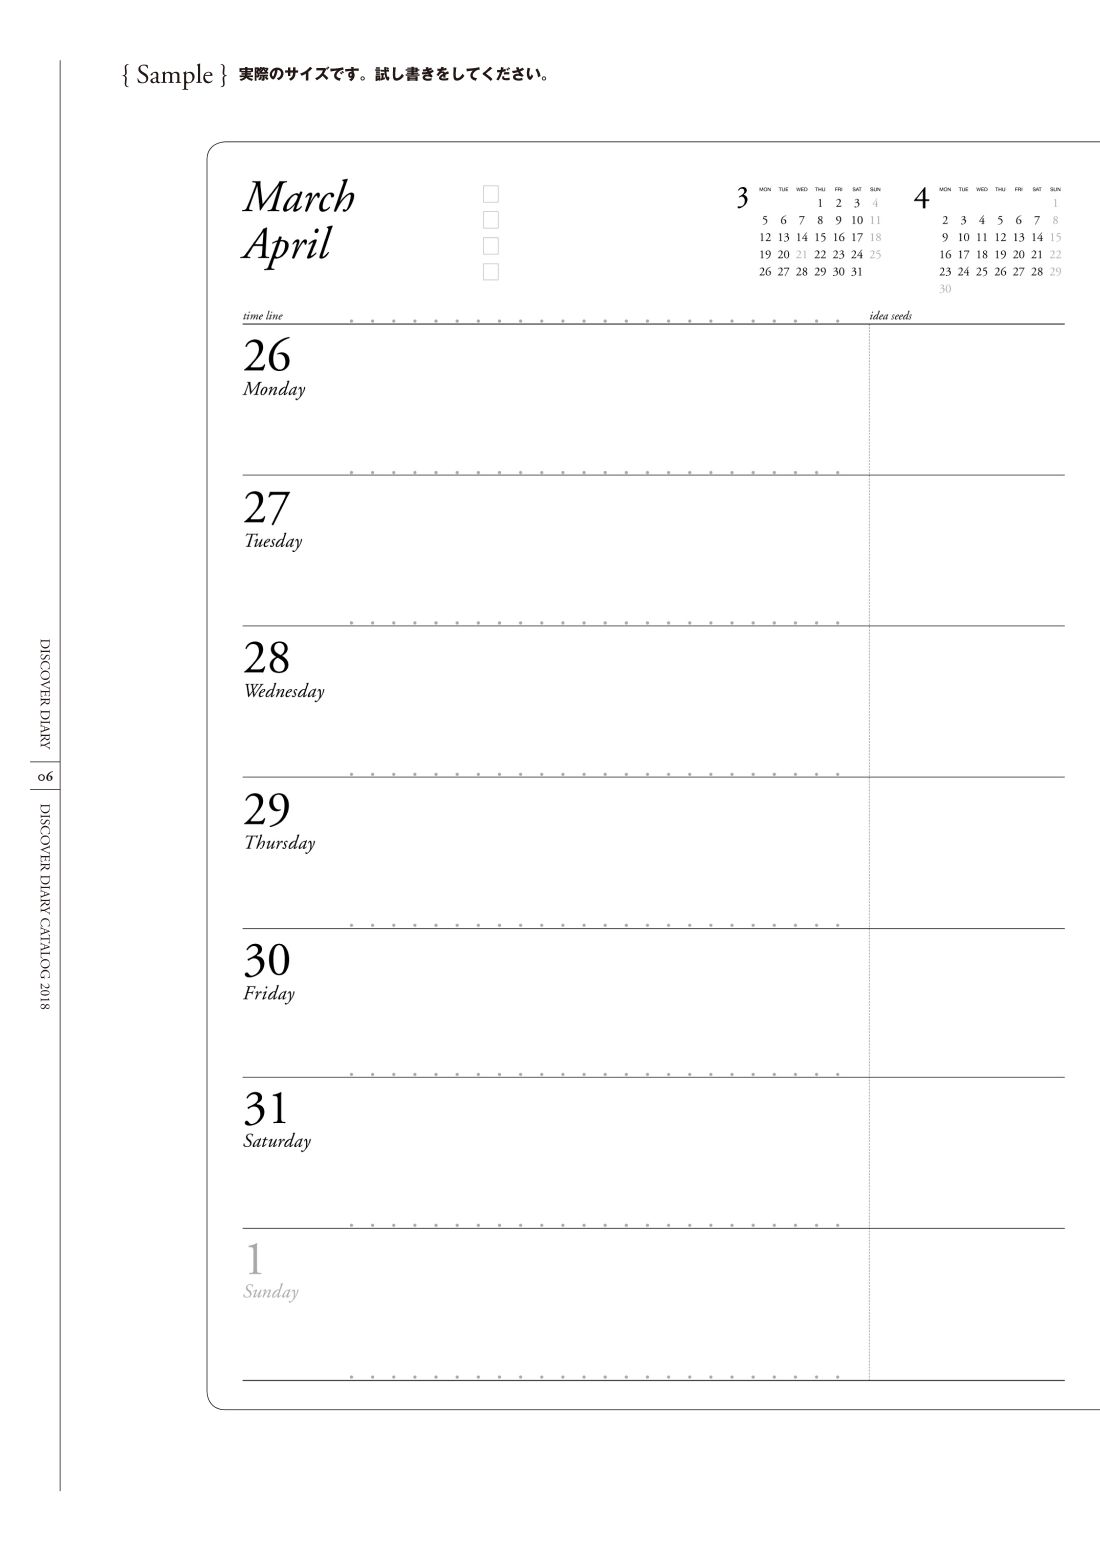 { Sample } 実際のサイズです。試し書きをしてください。
March
April
3
MON TUE WED THU FRI SAT SUN
1 2 3 4
5 6 7 8 9 10 11
12 13 14 15 16 17 18
19 20 21 22 23 24 25
26 27 28 29 30 31
4
MON TUE WED THU FRI SAT SUN
1
2 3 4 5 6 7 8
9 10 11 12 13 14 15
16 17 18 19 20 21 22
23 24 25 26 27 28 29
30
time line
idea seeds
26
Monday
27
Tuesday
28
Wednesday
29
Thursday
30
Friday
31
Saturday
1
Sunday
DISCOVER DIARY
06
DISCOVER DIARY CATALOG 2018